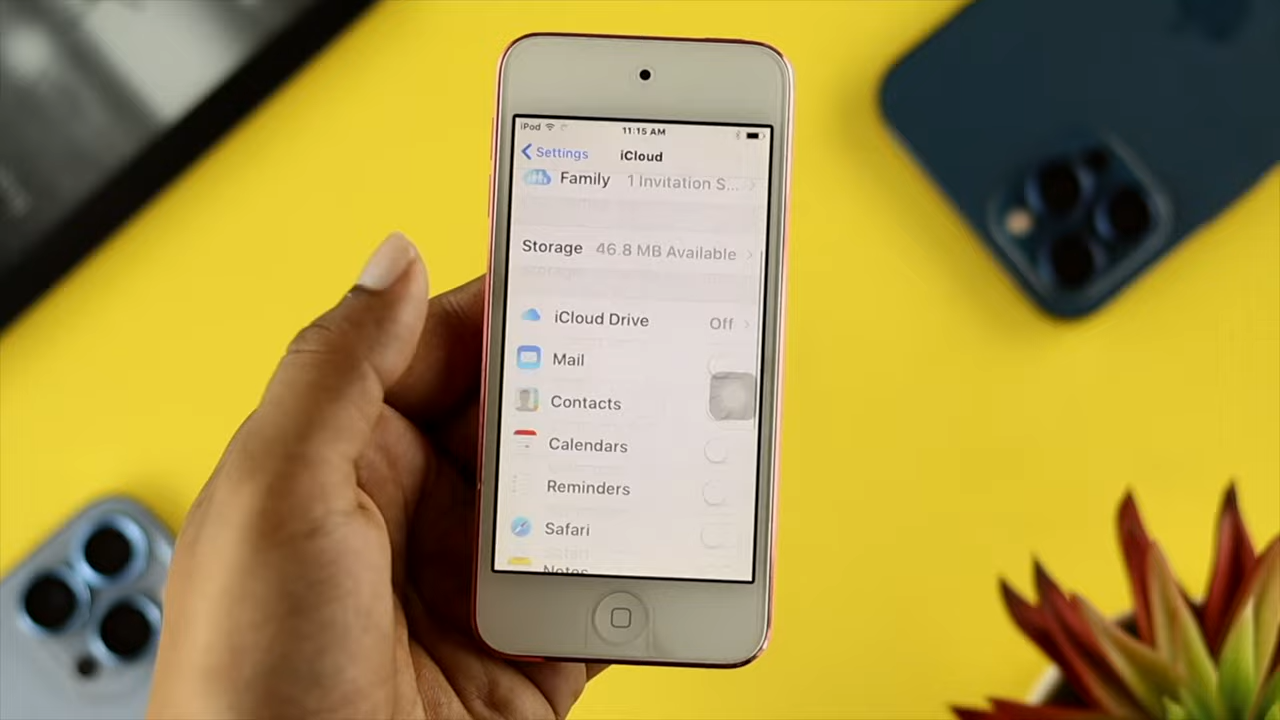 iPod 11:15 AM
Settings iCloud
Family 1 Invitation S...
Storage 46.8 MB Available
iCloud Drive Off
Mail
Contacts
Calendars
Reminders
Safari
Notes